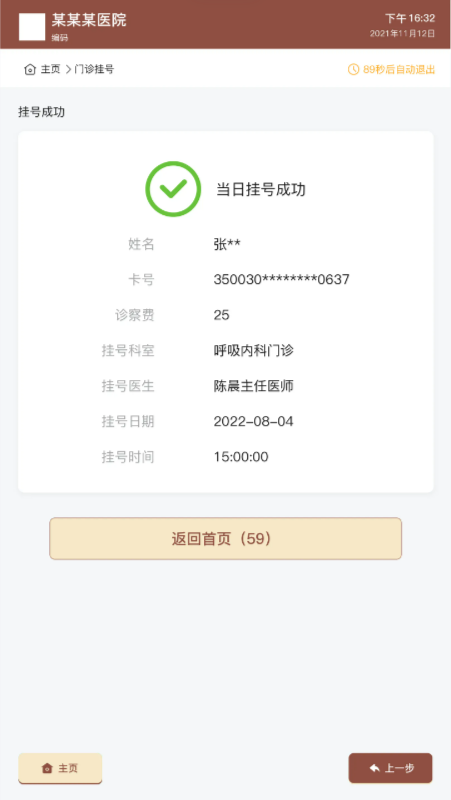 某某某医院
编码
下午 16:32
2021年11月12日
主页 > 门诊挂号
89秒后自动退出
挂号成功
当日挂号成功
姓名 张**
卡号 350030********0637
诊察费 25
挂号科室 呼吸内科门诊
挂号医生 陈晨主任医师
挂号日期 2022-08-04
挂号时间 15:00:00
返回首页（59）
主页
上一步